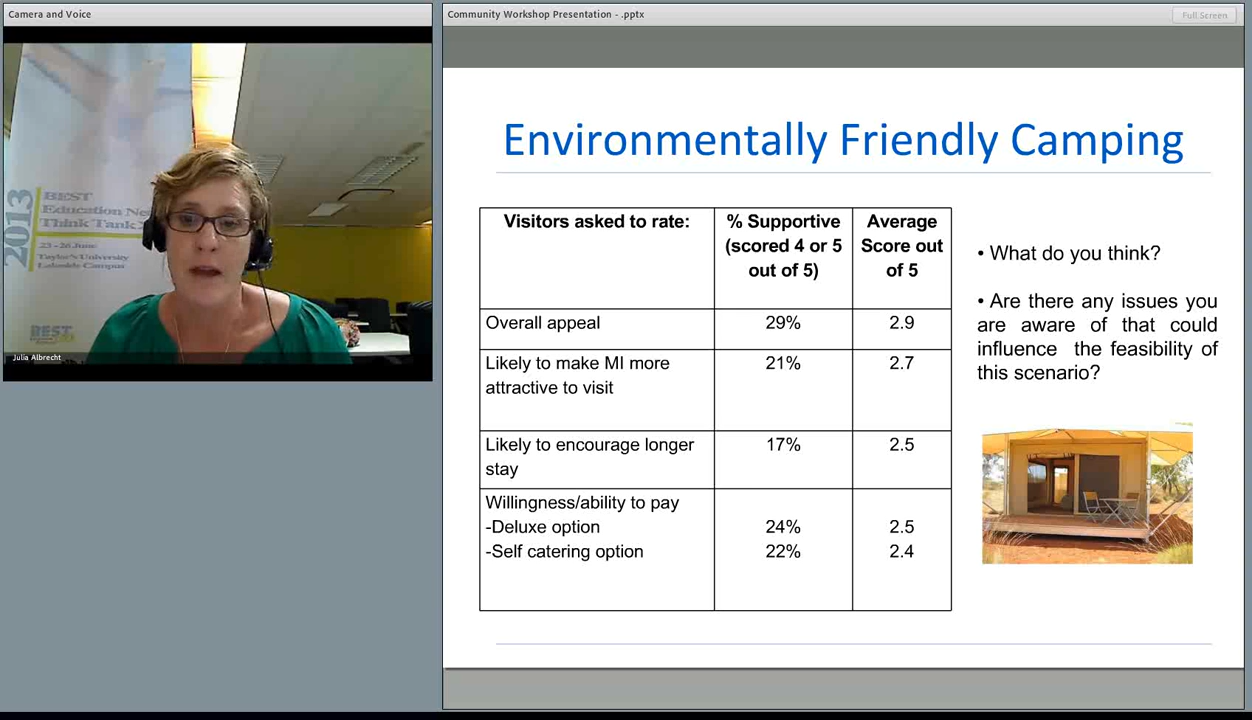 Camera and Voice
2013
BEST
Education Ne
Think Tank
23 - 26 June
Taylor's University
Lakeside Campus
BEST
Julia Albrecht
Community Workshop Presentation - .pptx
Full Screen
Environmentally Friendly Camping
Visitors asked to rate:
% Supportive
(scored 4 or 5
out of 5)
Average
Score out
of 5
Overall appeal
29%
2.9
Likely to make MI more
attractive to visit
21%
2.7
Likely to encourage longer
stay
17%
2.5
Willingness/ability to pay
-Deluxe option
24%
2.5
-Self catering option
22%
2.4
• What do you think?
• Are there any issues you
are aware of that could
influence the feasibility of
this scenario?